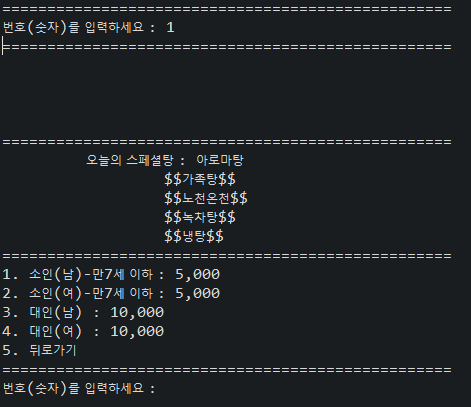 ==================================================
번호(숫자)를 입력하세요 : 1
==================================================
==================================================
오늘의 스페셜탕 : 아로마탕
$$가족탕$$
$$노천온천$$
$$녹차탕$$
$$냉탕$$
==================================================
1. 소인(남)-만7세 이하 : 5,000
2. 소인(여)-만7세 이하 : 5,000
3. 대인(남) : 10,000
4. 대인(여) : 10,000
5. 뒤로가기
==================================================
번호(숫자)를 입력하세요 :